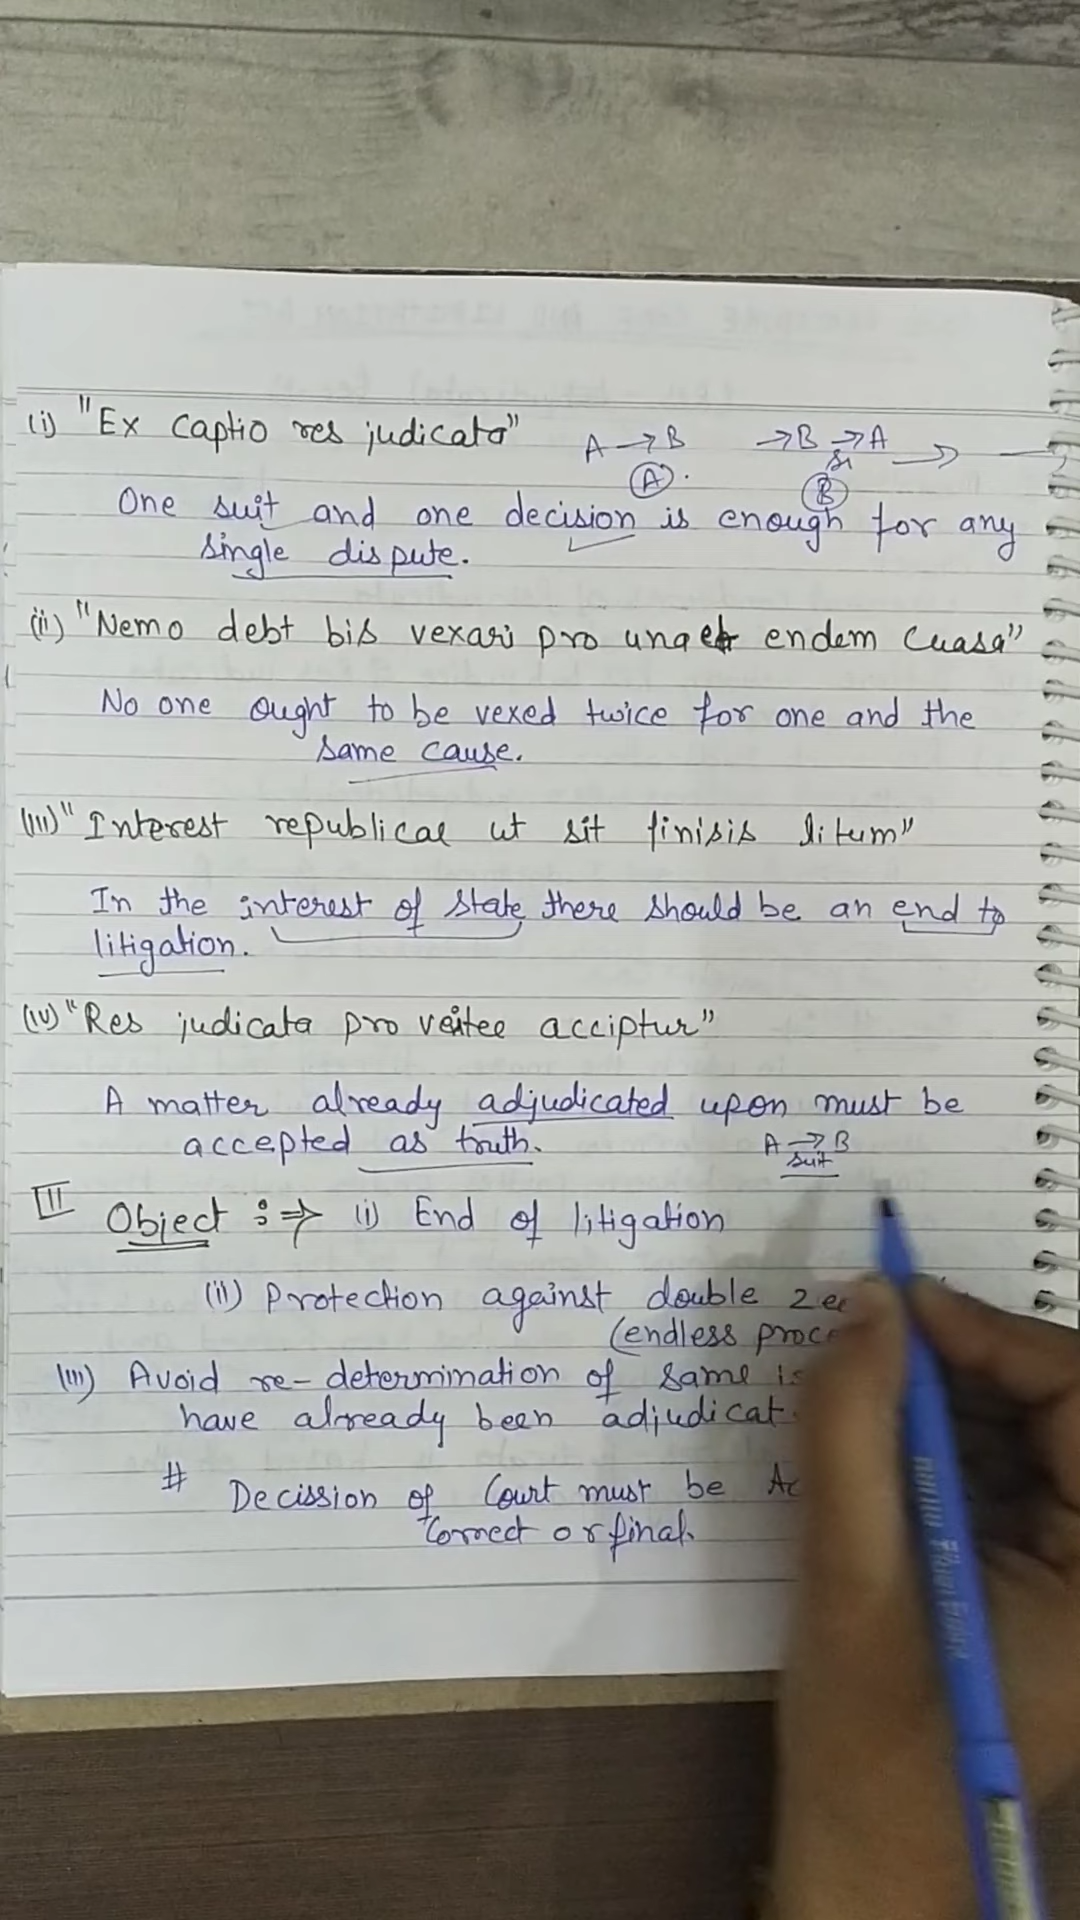 (i) "Ex Captio res judicata" A → B → B → A
A B
One suit and one decision is enough for any
single dispute.
(ii) "Nemo debt bis vexari pro una et endem Cuasa"
No one ought to be vexed twice for one and the
same cause.
(III) "Interest republicae ut sit finisis litum"
In the interest of state there should be an end to
litigation.
(IV) "Res judicata pro acciptur"
A matter already adjudicated upon must be
accepted as truth. A → B
suit
III Object :⇒ (i) End of litigation
(ii) Protection against double
(endless
(III) Avoid re-determination of same
have already been
# Decission of Court must be
Correct or final.